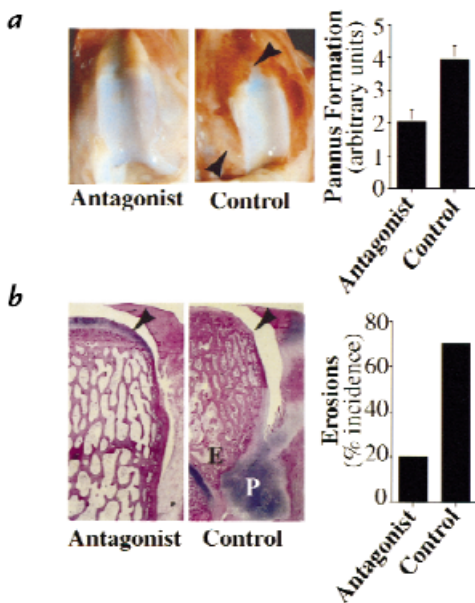 a
Antagonist
Control
Pannus Formation
(arbitrary units)
5
4
3
2
1
0
Antagonist
Control
b
E
P
Antagonist
Control
Erosions
(% incidence)
80
60
40
20
0
Antagonist
Control